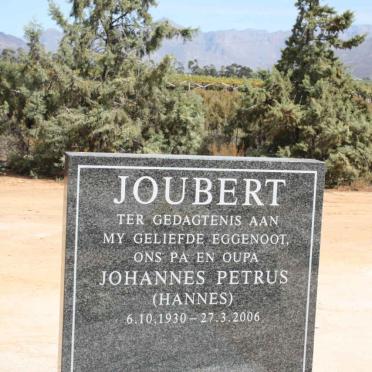 JOUBERT
TER GEDAGTENIS AAN
MY GELIEFDE EGGENOOT,
ONS PA EN OUPA
JOHANNES PETRUS
(HANNES)
6.10.1930 – 27.3.2006